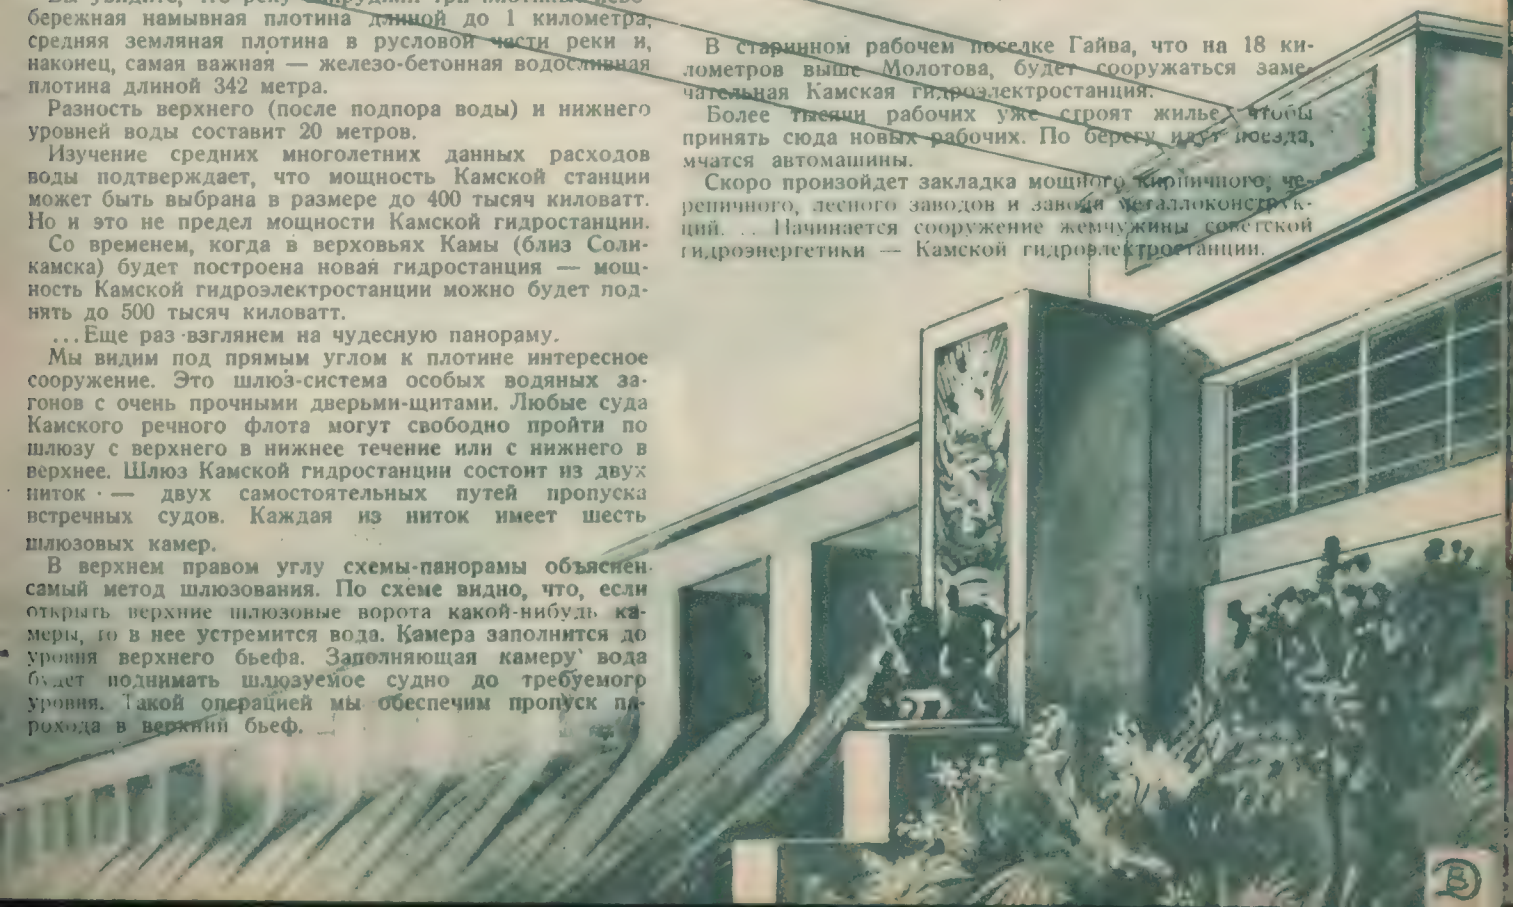 Вы увидите, что реку запрудили три плотины: лево-
бережная намывная плотина длиной до 1 километра,
средняя земляная плотина в русловой части реки и,
наконец, самая важная — железо-бетонная водосливная
плотина длиной 342 метра.
Разность верхнего (после подпора воды) и нижнего
уровней воды составит 20 метров.
Изучение средних многолетних данных расходов
воды подтверждает, что мощность Камской станции
может быть выбрана в размере до 400 тысяч киловатт.
Но и это не предел мощности Камской гидростанции.
Со временем, когда в верховьях Камы (близ Соли-
камска) будет построена новая гидростанция — мощ-
ность Камской гидроэлектростанции можно будет под-
нять до 500 тысяч киловатт.
...Еще раз взглянем на чудесную панораму.
Мы видим под прямым углом к плотине интересное
сооружение. Это шлюз-система особых водяных за-
гонов с очень прочными дверьми-щитами. Любые суда
Камского речного флота могут свободно пройти по
шлюзу с верхнего в нижнее течение или с нижнего в
верхнее. Шлюз Камской гидростанции состоит из двух
ниток — двух самостоятельных путей пропуска
встречных судов. Каждая из ниток имеет шесть
шлюзовых камер.
В верхнем правом углу схемы-панорамы объяснен
самый метод шлюзования. По схеме видно, что, если
открыть верхние шлюзовые ворота какой-нибудь ка-
меры, то в нее устремится вода. Камера заполнится до
уровня верхнего бьефа. Заполняющая камеру вода
будет поднимать шлюзуемое судно до требуемого
уровня. Такой операцией мы обеспечим пропуск па-
рохода в верхний бьеф.
В старинном рабочем поселке Гайва, что на 18 ки-
лометров выше Молотова, будет сооружаться заме-
чательная Камская гидроэлектростанция.
Более тысячи рабочих уже строят жилье, чтобы
принять сюда новых рабочих. По берегу идут поезда,
мчатся автомашины.
Скоро произойдет закладка мощного кирпичного, че-
репичного, лесного заводов и завода металлоконструк-
ций. .. Начинается сооружение жемчужины советской
гидроэнергетики — Камской гидроэлектростанции.